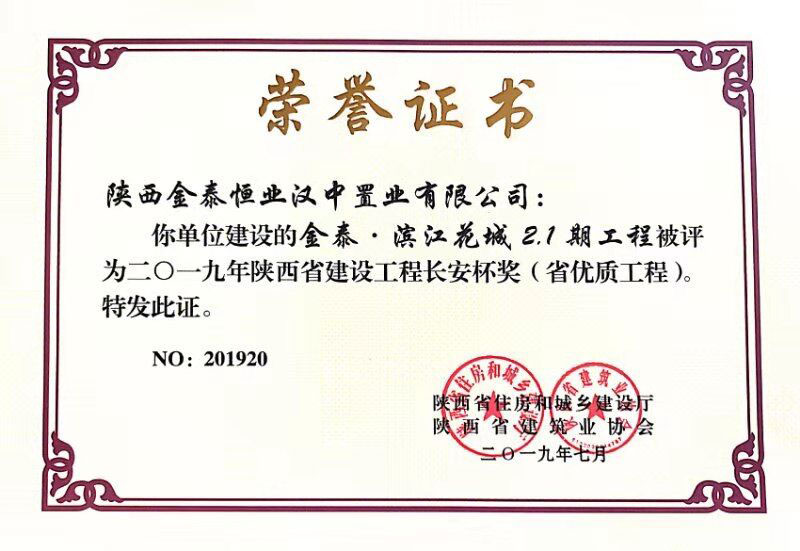 荣誉证书
陕西金泰恒业汉中置业有限公司：
你单位建设的金泰·滨江花城2.1期工程被评
为二〇一九年陕西省建设工程长安杯奖（省优质工程）。
特发此证。
NO: 201920
陕西省住房和城乡建设厅
陕西省建筑业协会
二〇一九年七月